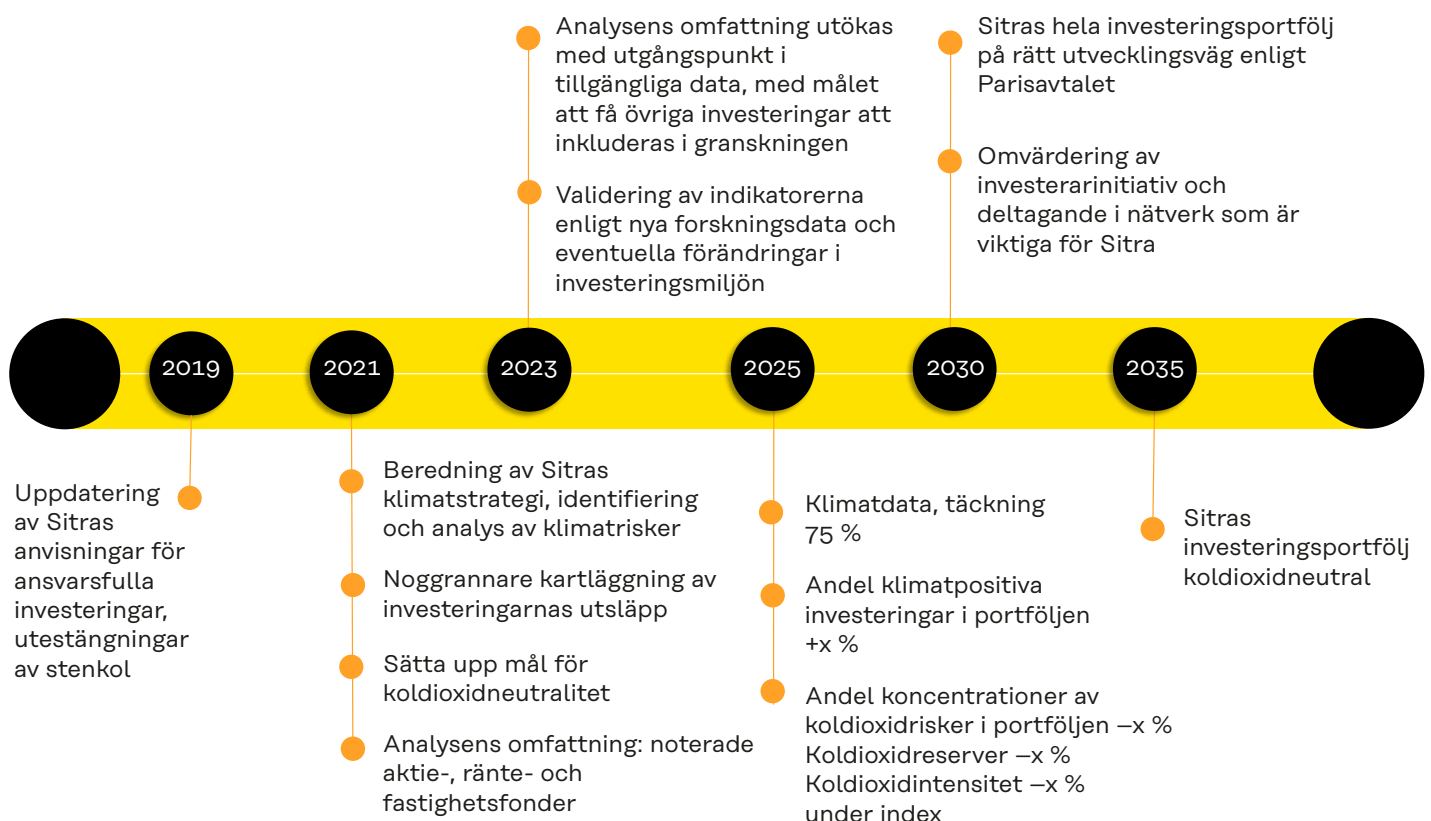 Analysens omfattning utökas
med utgångspunkt i
tillgängliga data, med målet
att få övriga investeringar att
inkluderas i granskningen
Validering av indikatorerna
enligt nya forskningsdata och
eventuella förändringar i
investeringsmiljön
Sitras hela investeringsportfölj
på rätt utvecklingsväg enligt
Parisavtalet
Omvärdering av
investerarinitiativ och
deltagande i nätverk som är
viktiga för Sitra
2019
2021
2023
2025
2030
2035
Uppdatering
av Sitras
anvisningar för
ansvarsfulla
investeringar,
utestängningar
av stenkol
Beredning av Sitras
klimatstrategi, identifiering
och analys av klimatrisker
Noggrannare kartläggning av
investeringarnas utsläpp
Sätta upp mål för
koldioxidneutralitet
Analysens omfattning: noterade
aktie-, ränte- och
fastighetsfonder
Klimatdata, täckning
75 %
Andel klimatpositiva
investeringar i portföljen
+x %
Andel koncentrationer av
koldioxidrisker i portföljen –x %
Koldioxidreserver –x %
Koldioxidintensitet –x %
under index
Sitras
investeringsportfölj
koldioxidneutral